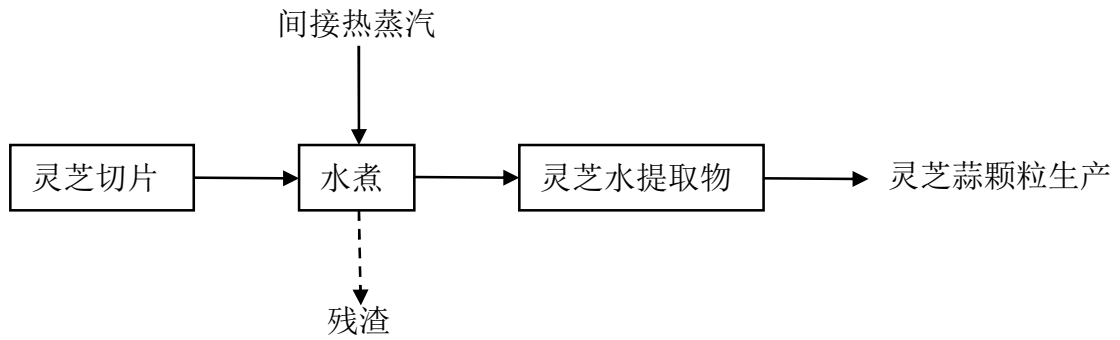 间接热蒸汽
灵芝切片
水煮
灵芝水提取物
灵芝蒜颗粒生产
残渣